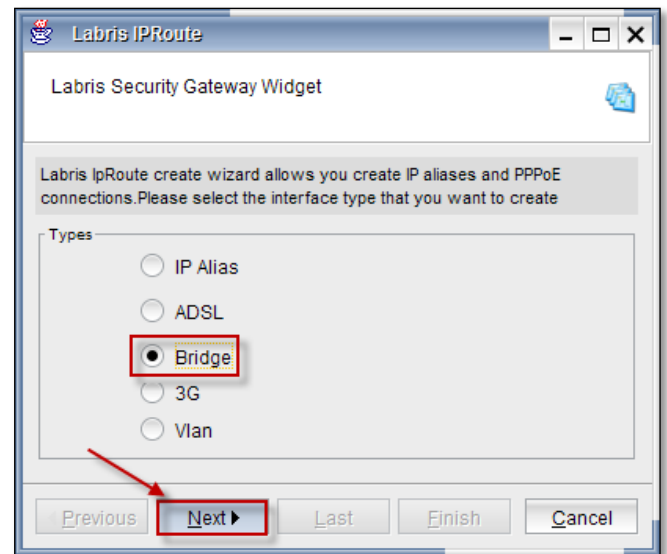 Labris IPRoute
Labris Security Gateway Widget
Labris IpRoute create wizard allows you create IP aliases and PPPoE
connections.Please select the interface type that you want to create
Types
IP Alias
ADSL
Bridge
3G
Vlan
Previous
Next
Last
Finish
Cancel